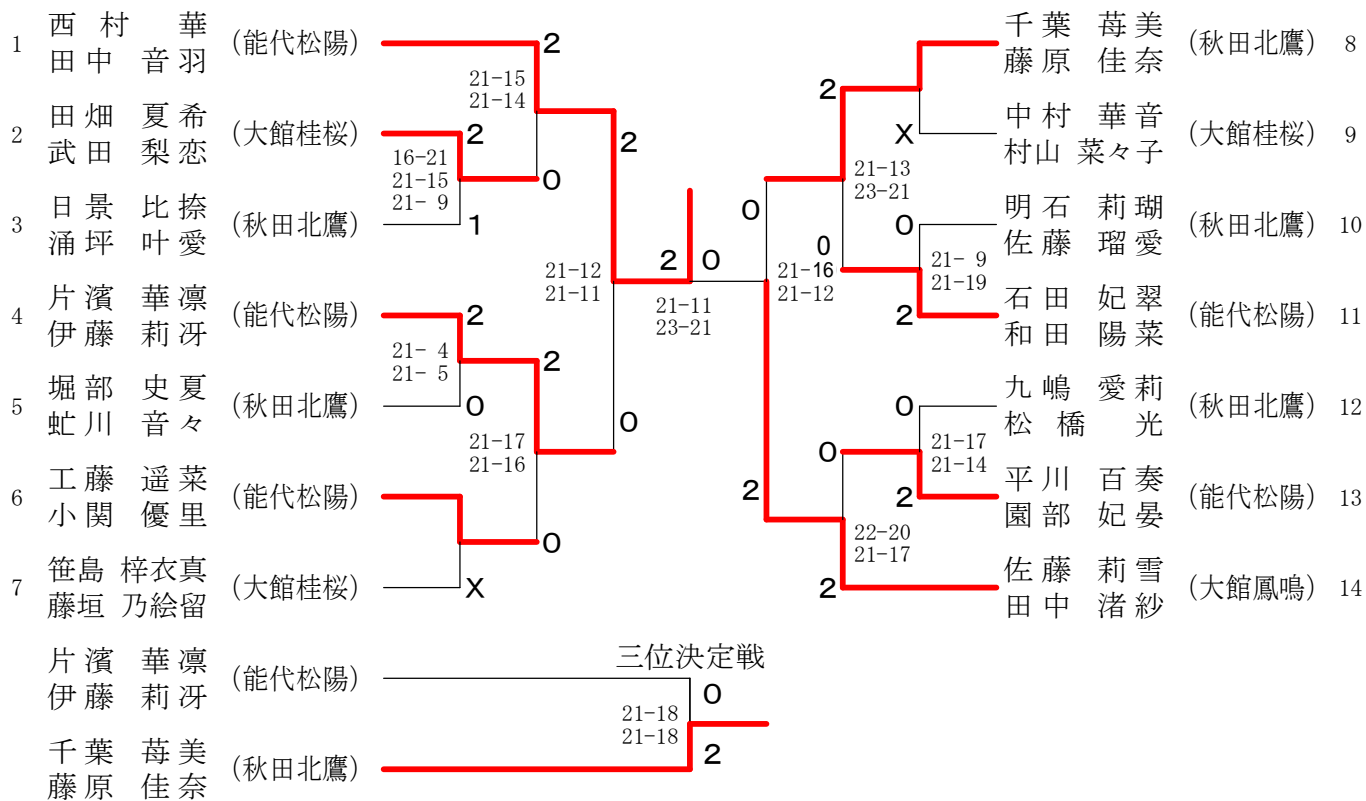 1 西村 華 田中 音羽 (能代松陽)
2 田畑 夏希 武田 梨恋 (大館桂桜)
3 日景 比捺 涌坪 叶愛 (秋田北鷹)
4 片濱 華凛 伊藤 莉冴 (能代松陽)
5 堀部 史夏 虻川 音々 (秋田北鷹)
6 工藤 遥菜 小関 優里 (能代松陽)
7 笹島 梓衣真 藤垣 乃絵留 (大館桂桜)
2
21-15
21-14
2
16-21
21-15
21- 9
0
1
2
21-12
21-11
2
21- 4
21- 5
2
0
21-17
21-16
0
0
X
2 0
21-11
23-21
千葉 苺美 藤原 佳奈 (秋田北鷹) 8
中村 華音 村山 菜々子 (大館桂桜) 9
明石 莉瑚 佐藤 瑠愛 (秋田北鷹) 10
石田 妃翠 和田 陽菜 (能代松陽) 11
九嶋 愛莉 松橋 光 (秋田北鷹) 12
平川 百奏 園部 妃晏 (能代松陽) 13
佐藤 莉雪 田中 渚紗 (大館鳳鳴) 14
2
X
21-13
23-21
0
0
0
21- 9
21-19
21-16
21-12
2
0
21-17
21-14
0
2
2
22-20
21-17
2
三位決定戦
片濱 華凛 伊藤 莉冴 (能代松陽)
0
21-18
21-18
2
千葉 苺美 藤原 佳奈 (秋田北鷹)